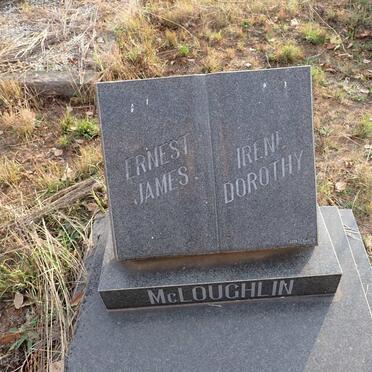 ERNEST
JAMES
IRENE
DOROTHY
McLOUGHLIN